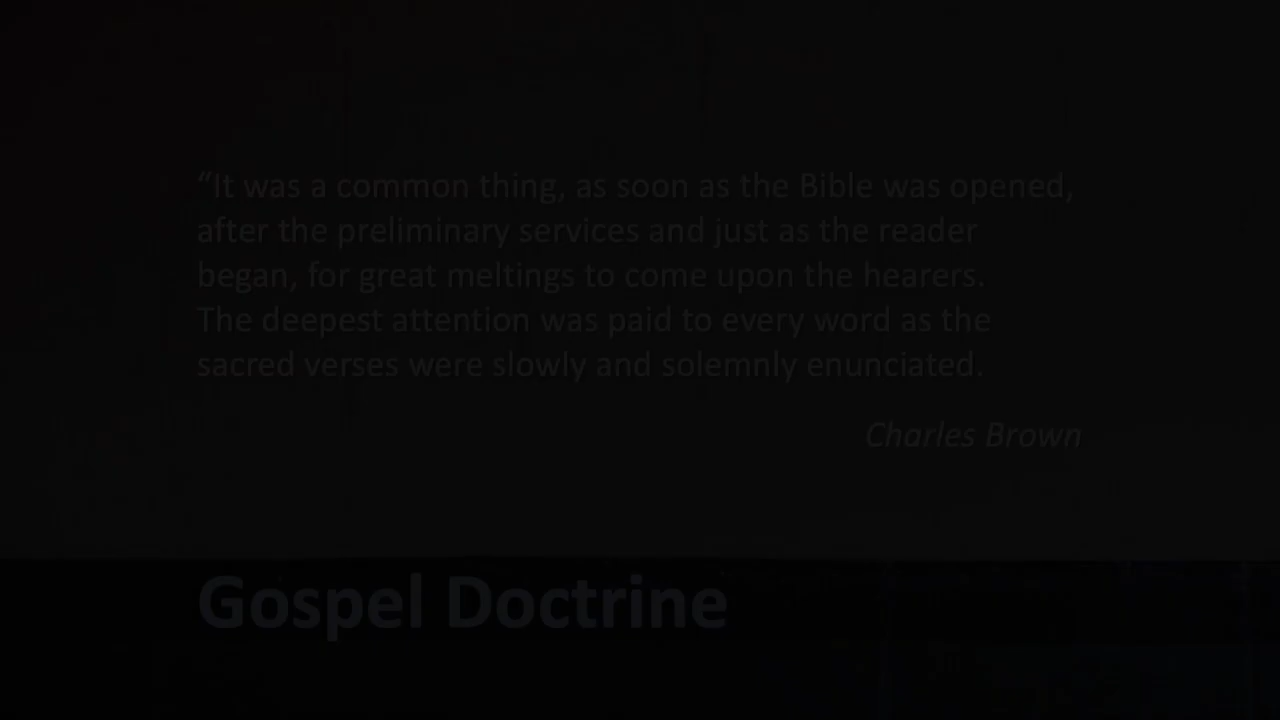 “It was a common thing, as soon as the Bible was opened,
after the preliminary services and just as the reader
began, for great meltings to come upon the hearers.
The deepest attention was paid to every word as the
sacred verses were slowly and solemnly enunciated.
Charles Brown
Gospel Doctrine